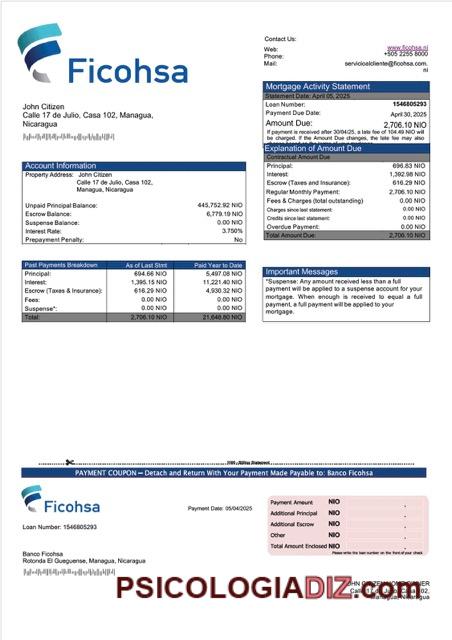 Ficohsa
Contact Us:
Web: www.ficohsa.ni
Phone: +505 2255 8000
Mail: servicioalcliente@ficohsa.com.
ni
John Citizen
Calle 17 de Julio, Casa 102, Managua,
Nicaragua
Mortgage Activity Statement
Statement Date: April 05, 2025
Loan Number: 1546805293
Payment Due Date: April 30, 2025
Amount Due: 2,706.10 NIO
If payment is received after 30/04/25, a late fee of 104.49 NIO will
be charged. If the Amount Due changes, the late fee may also
Explanation of Amount Due
Contractual Amount Due
Principal: 696.83 NIO
Interest: 1,392.98 NIO
Escrow (Taxes and Insurance): 616.29 NIO
Regular Monthly Payment: 2,706.10 NIO
Fees & Charges (total outstanding): 0.00 NIO
Charges since last statement: 0.00 NIO
Credits since last statement: 0.00 NIO
Overdue Payment: 0.00 NIO
Total Amount Due: 2,706.10 NIO
Account Information
Property Address: John Citizen
Calle 17 de Julio, Casa 102,
Managua, Nicaragua
Unpaid Principal Balance: 445,752.92 NIO
Escrow Balance: 6,779.19 NIO
Suspense Balance: 0.00 NIO
Interest Rate: 3.750%
Prepayment Penalty: No
Past Payments Breakdown As of Last Stmt Paid Year to Date
Principal: 694.66 NIO 5,497.08 NIO
Interest: 1,395.15 NIO 11,221.40 NIO
Escrow (Taxes & Insurance): 616.29 NIO 4,930.32 NIO
Fees: 0.00 NIO 0.00 NIO
Suspense*: 0.00 NIO 0.00 NIO
Total: 2,706.10 NIO 21,648.80 NIO
Important Messages
*Suspense: Any amount received less than a full
payment will be applied to a suspense account for your
mortgage. When enough is received to equal a full
payment, a full payment will be applied to your
mortgage.
PAYMENT COUPON — Detach and Return With Your Payment Made Payable to: Banco Ficohsa
Ficohsa
Payment Date: 05/04/2025
Loan Number: 1546805293
Payment Amount NIO
Additional Principal NIO
Additional Escrow NIO
Other NIO
Total Amount Enclosed NIO
Please write the loan number on the front of your check
Banco Ficohsa
Rotonda El Gueguense, Managua, Nicaragua
PSICOLOGIADIZ.com